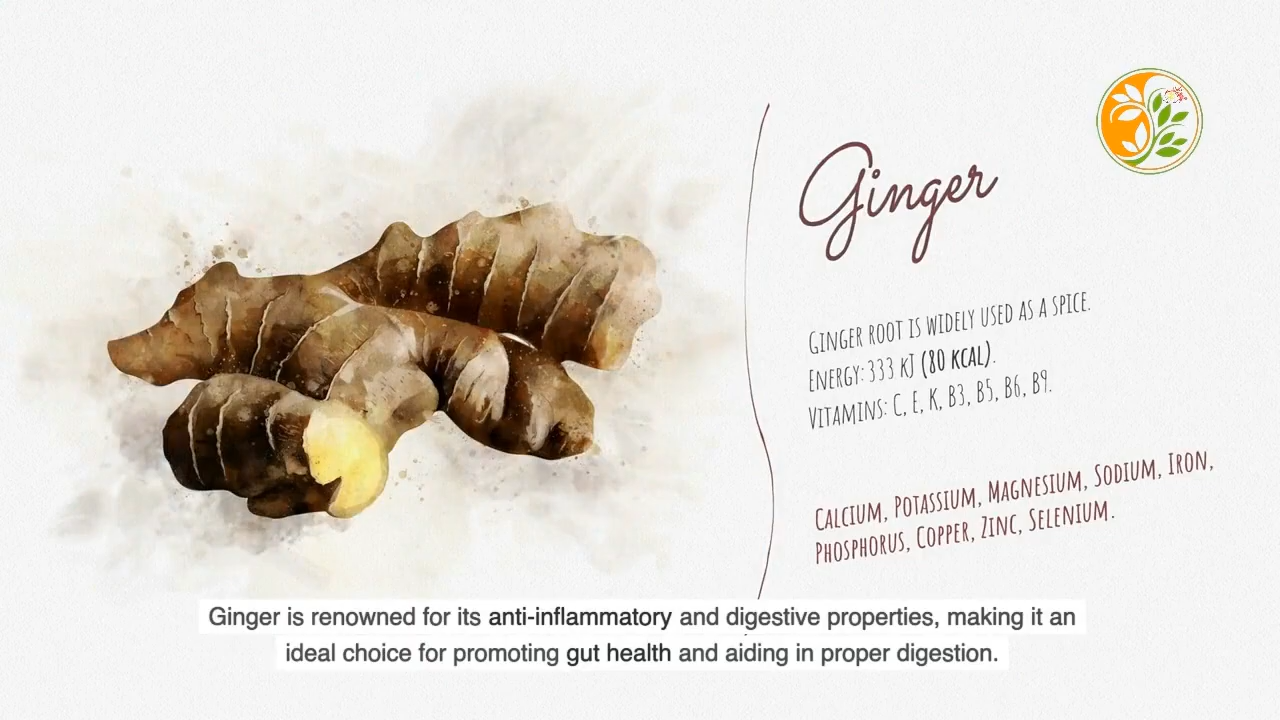 Ginger
Ginger root is widely used as a spice.
Energy: 333 kJ (80 kcal).
Vitamins: C, E, K, B3, B5, B6, B9.
Calcium, Potassium, Magnesium, Sodium, Iron,
Phosphorus, Copper, Zinc, Selenium.
Ginger is renowned for its anti-inflammatory and digestive properties, making it an
ideal choice for promoting gut health and aiding in proper digestion.